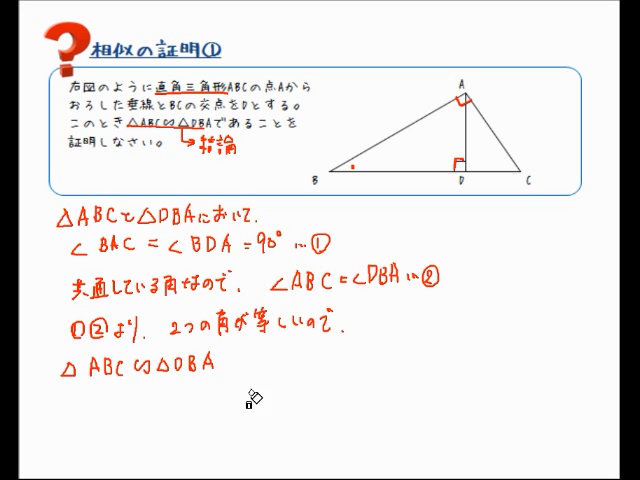 ?相似の証明①
右図のように直角三角形ABCの点Aから
おろした垂線とBCの交点をDとする。
このとき△ABC∽△DBAであることを
証明しなさい。
→結論
A
B
D
C
△ABCと△DBAにおいて、
∠BAC=∠BDA=90°…①
共通している角なので、∠ABC=∠DBA…②
①②より、2つの角が等しいので、
△ABC∽△DBA